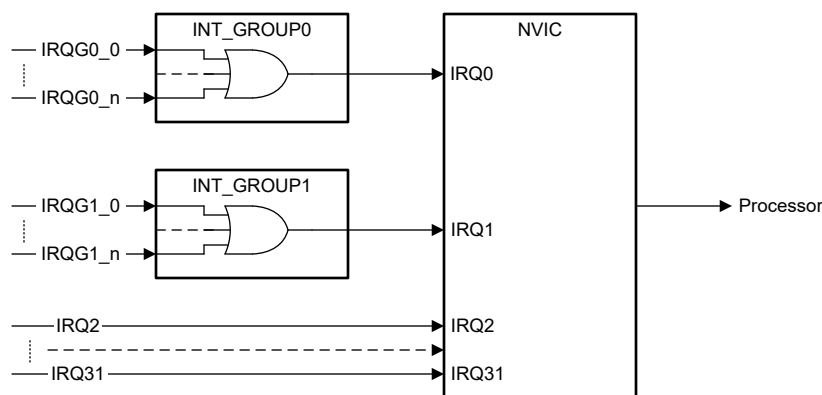 INT_GROUP0
NVIC
IRQG0_0
IRQ0
IRQG0_n
INT_GROUP1
IRQG1_0
Processor
IRQ1
IRQG1_n
IRQ2
IRQ2
IRQ31
IRQ31